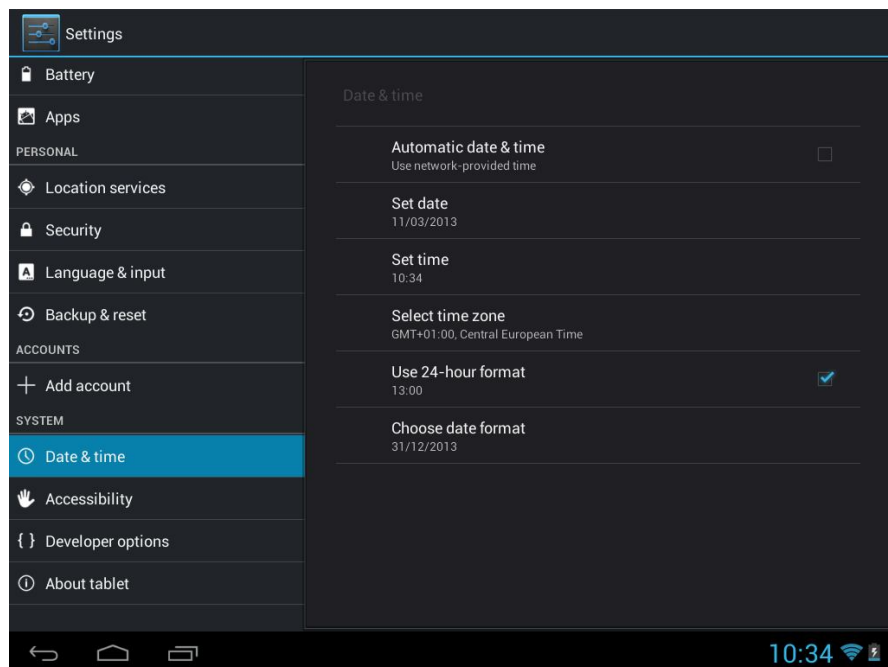 Settings
Battery
Apps
PERSONAL
Location services
Security
Language & input
Backup & reset
ACCOUNTS
Add account
SYSTEM
Date & time
Accessibility
{ } Developer options
About tablet
Date & time
Automatic date & time
Use network-provided time
Set date
11/03/2013
Set time
10:34
Select time zone
GMT+01:00, Central European Time
Use 24-hour format
13:00
Choose date format
31/12/2013
10:34